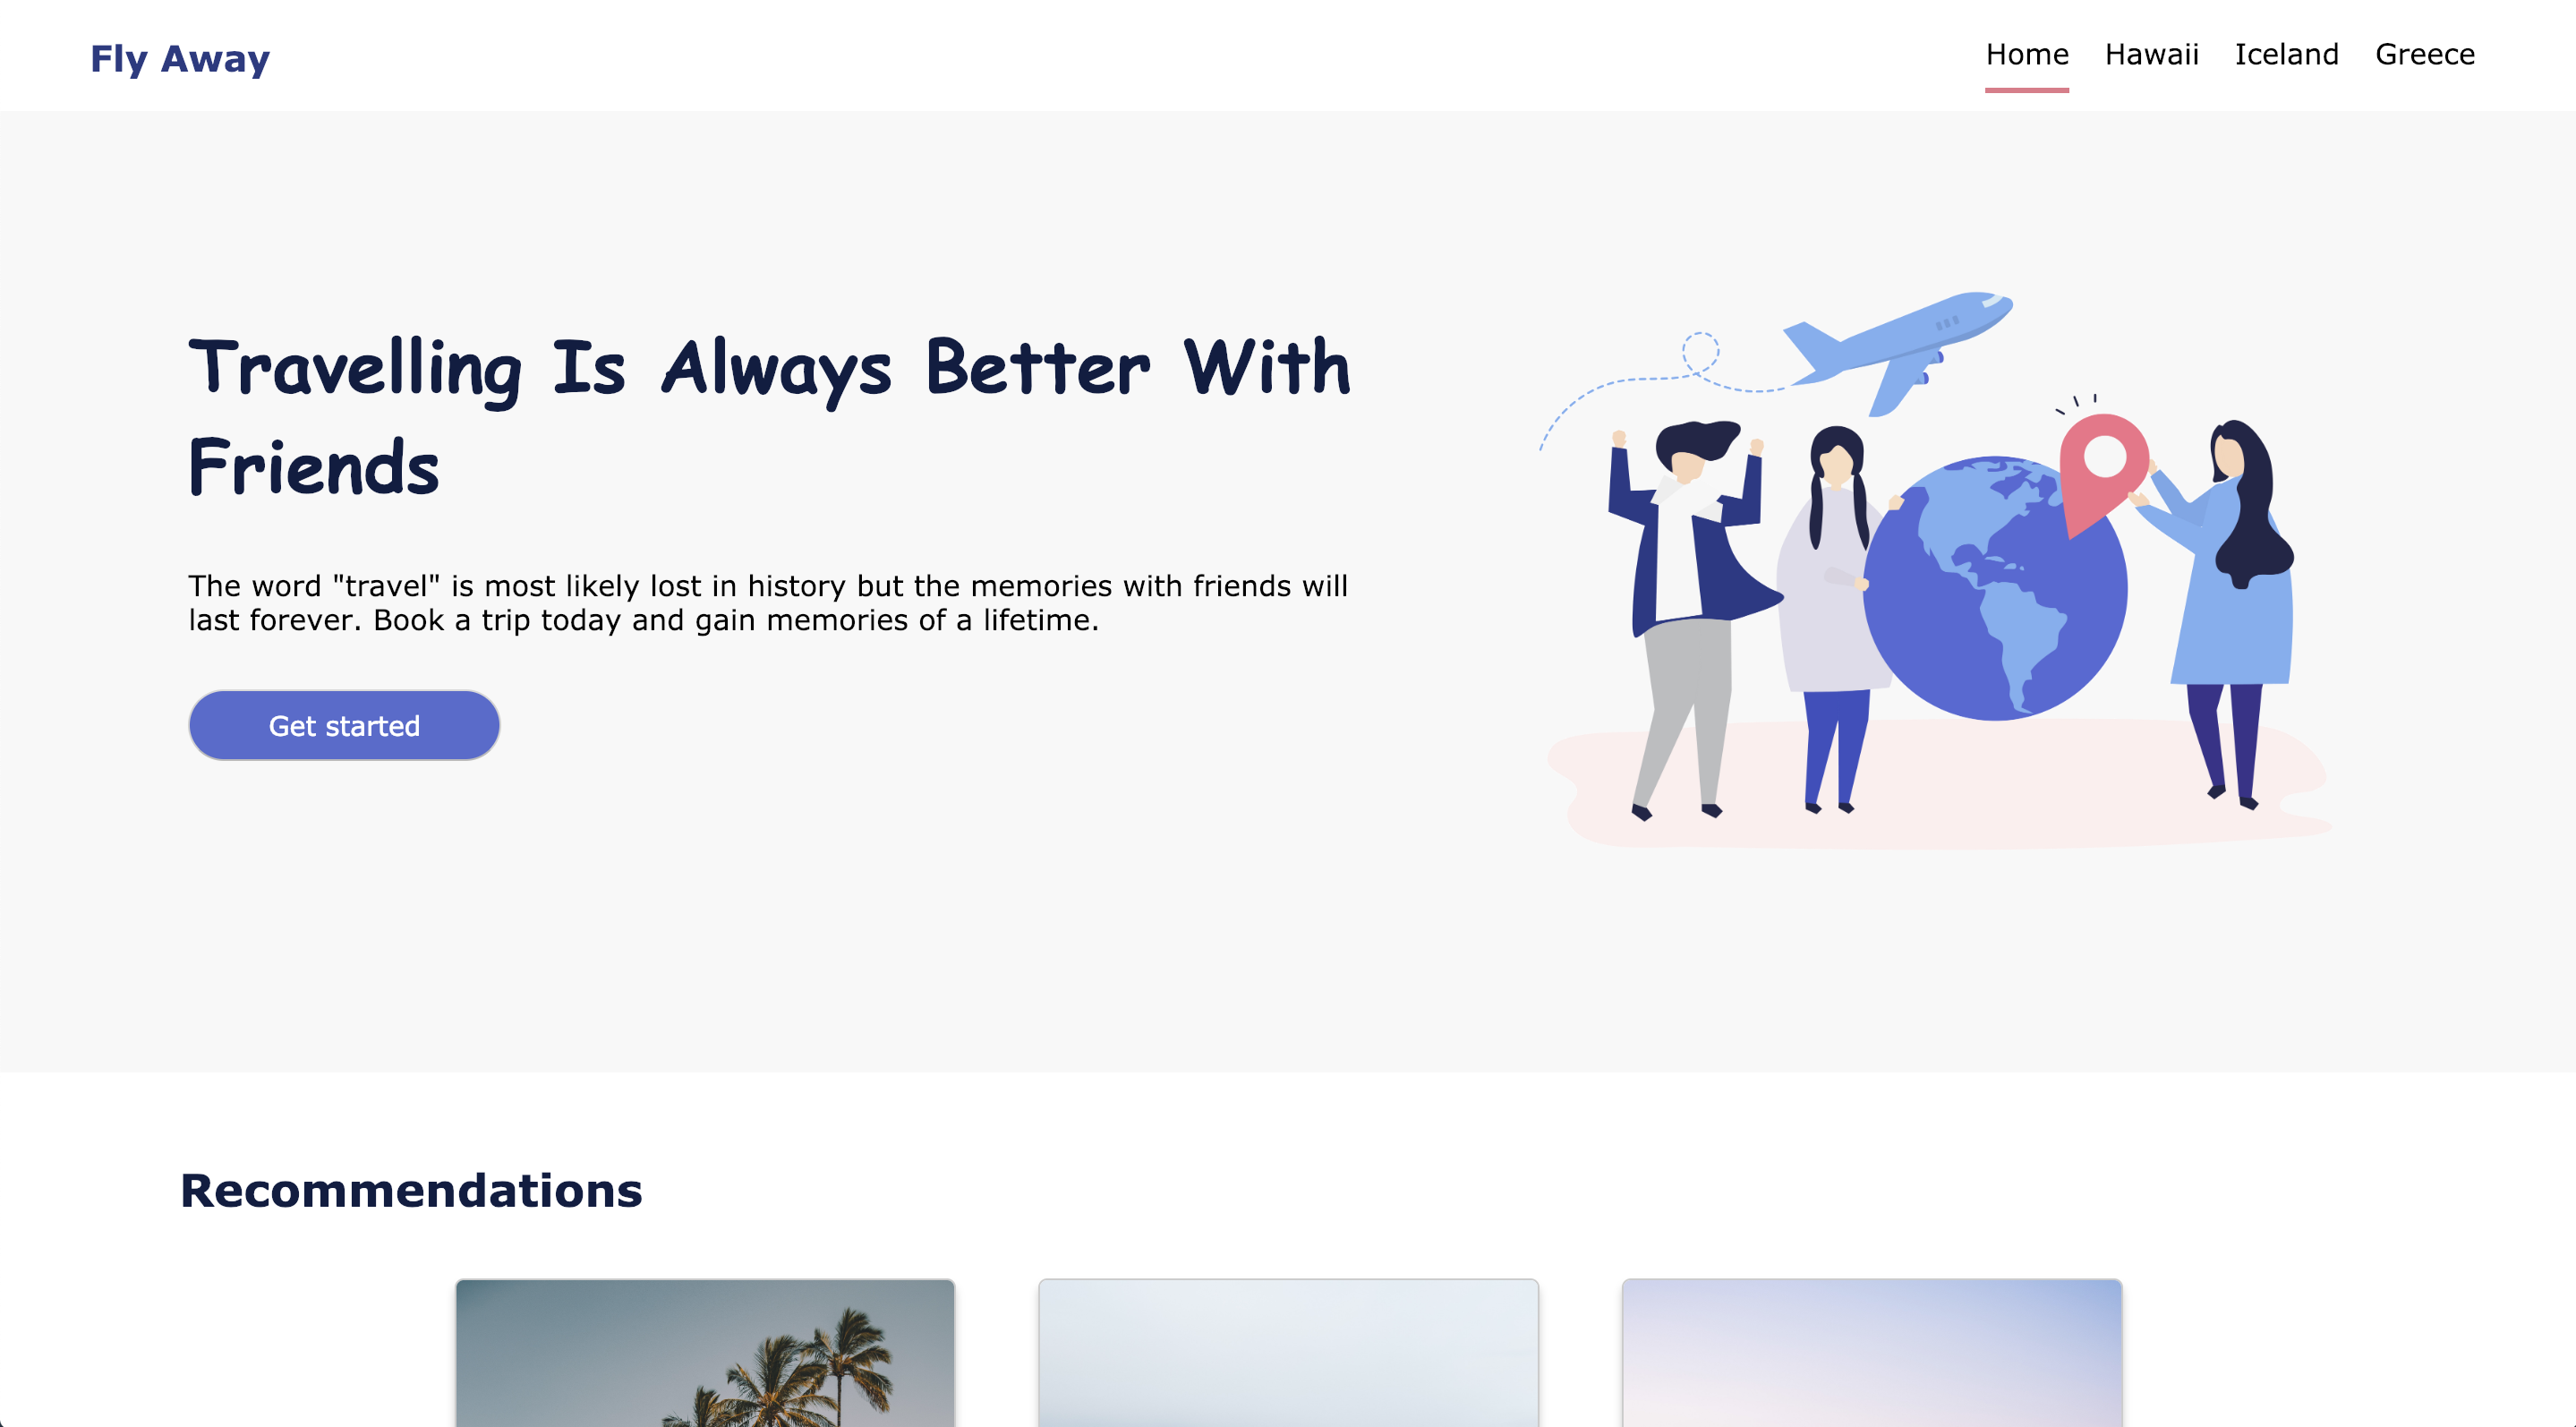 Fly Away
Home Hawaii Iceland Greece
Travelling Is Always Better With
Friends
The word "travel" is most likely lost in history but the memories with friends will
last forever. Book a trip today and gain memories of a lifetime.
Get started
Recommendations